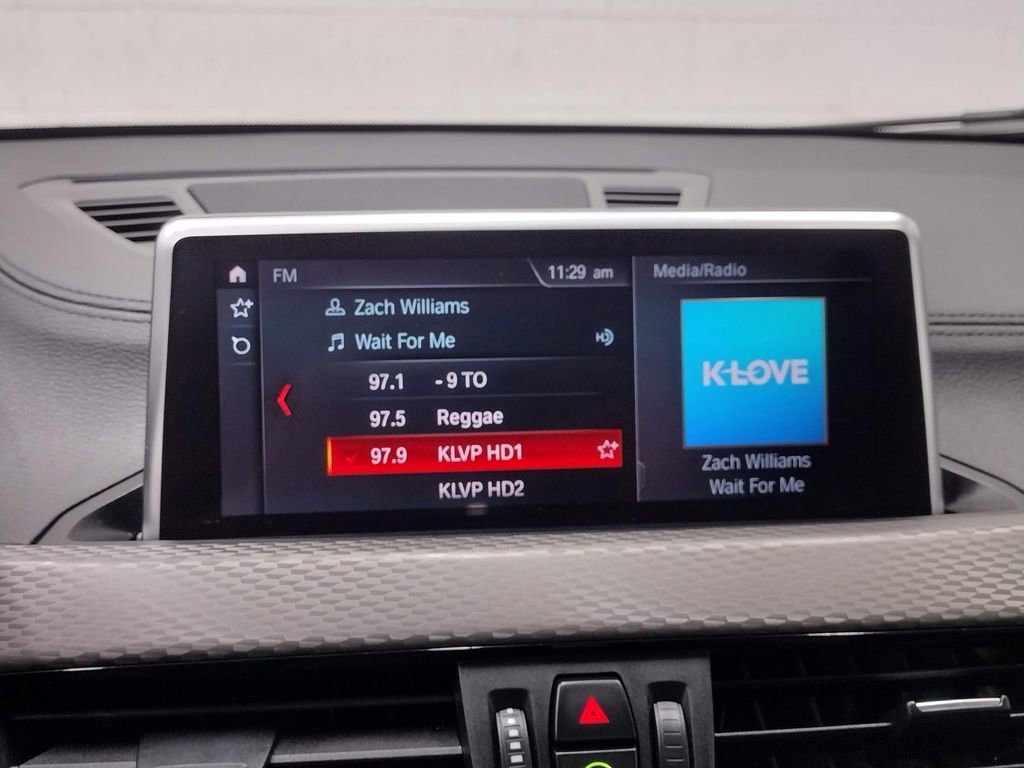 FM
11:29 am
Zach Williams
Wait For Me
HD
97.1 - 9 TO
97.5 Reggae
97.9 KLVP HD1
KLVP HD2
Media/Radio
K-LOVE
Zach Williams
Wait For Me